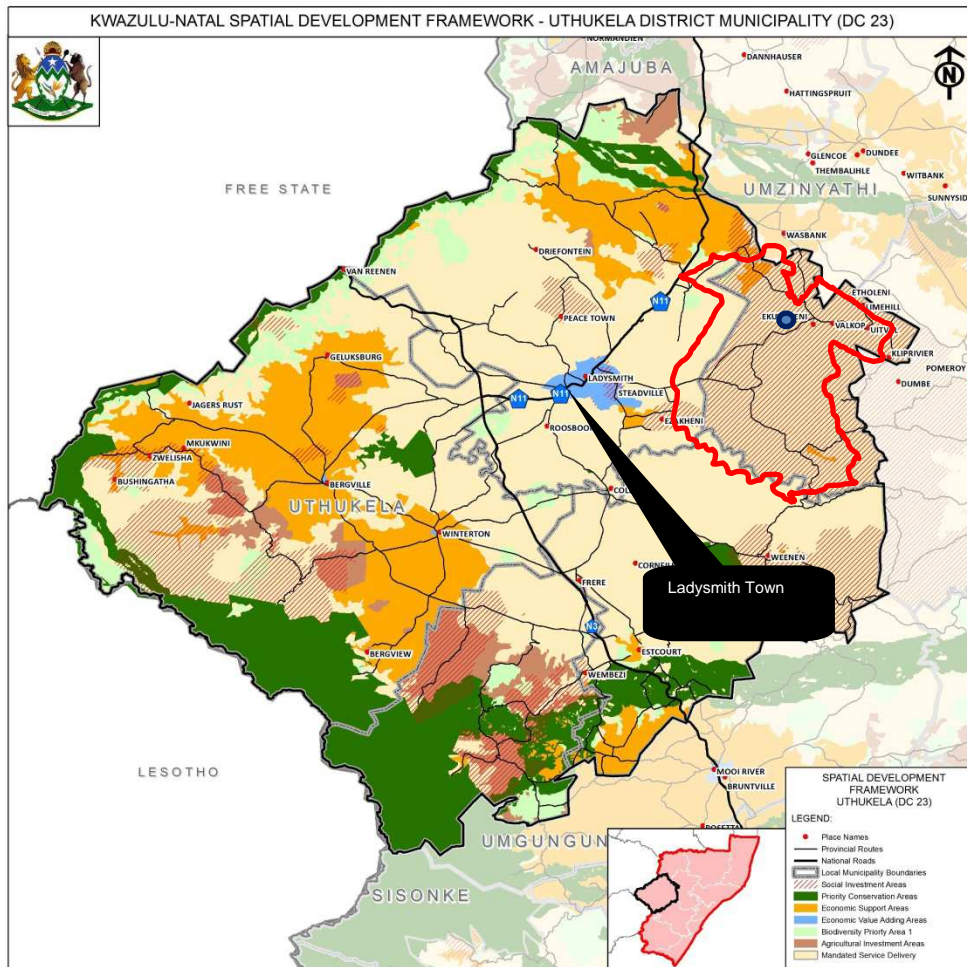 KWAZULU-NATAL SPATIAL DEVELOPMENT FRAMEWORK - UTHUKELA DISTRICT MUNICIPALITY (DC 23)
NORMANDIEN
AMAJUBA
DANNHAUSER
N
HATTINGSPRUIT
GLENCOE
DUNDEE
THEMBALIHLE
WITBANK
FREE STATE
UMZINYATHI
SUNNYSID
WASBANK
DRIEFONTEIN
VAN REENEN
ETHOLENI
LIMEHILL
N11
PEACE TOWN
VALKOP
GELUKSBURG
KLIPRIVIER
POMEROY
LADYSMITH
DUMBE
JAGERS RUST
N11
N11
STEADVILLE
EZAKHENI
MKUKWINI
ZWELISHA
BUSHINGATHA
BERGVILLE
UTHUKELA
WINTERTON
WEENEN
FRERE
Ladysmith Town
N3
BERGVIEW
ESTCOURT
WEMBEZI
LESOTHO
MOOI RIVER
BRUNTVILLE
UMGUNGUN
SISONKE
SPATIAL DEVELOPMENT
FRAMEWORK
UTHUKELA (DC 23)
LEGEND:
Place Names
Provincial Routes
National Roads
Local Municipality Boundaries
Social Investment Areas
Priority Conservation Areas
Economic Support Areas
Economic Value Adding Areas
Biodiversity Priorty Area 1
Agricultural Investment Areas
Mandated Service Delivery